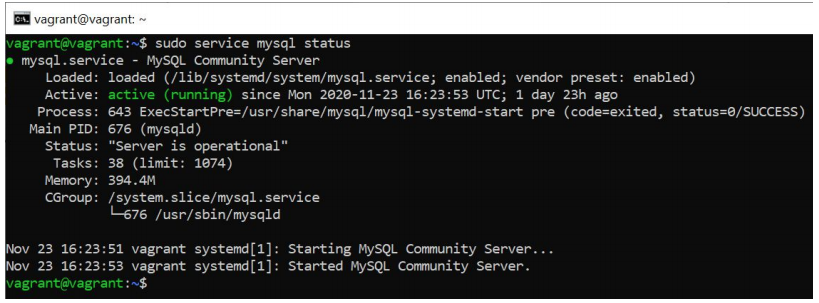 vagrant@vagrant: ~
vagrant@vagrant:~$ sudo service mysql status
● mysql.service - MySQL Community Server
Loaded: loaded (/lib/systemd/system/mysql.service; enabled; vendor preset: enabled)
Active: active (running) since Mon 2020-11-23 16:23:53 UTC; 1 day 23h ago
Process: 643 ExecStartPre=/usr/share/mysql/mysql-systemd-start pre (code=exited, status=0/SUCCESS)
Main PID: 676 (mysqld)
Status: "Server is operational"
Tasks: 38 (limit: 1074)
Memory: 394.4M
CGroup: /system.slice/mysql.service
└─676 /usr/sbin/mysqld
Nov 23 16:23:51 vagrant systemd[1]: Starting MySQL Community Server...
Nov 23 16:23:53 vagrant systemd[1]: Started MySQL Community Server.
vagrant@vagrant:~$